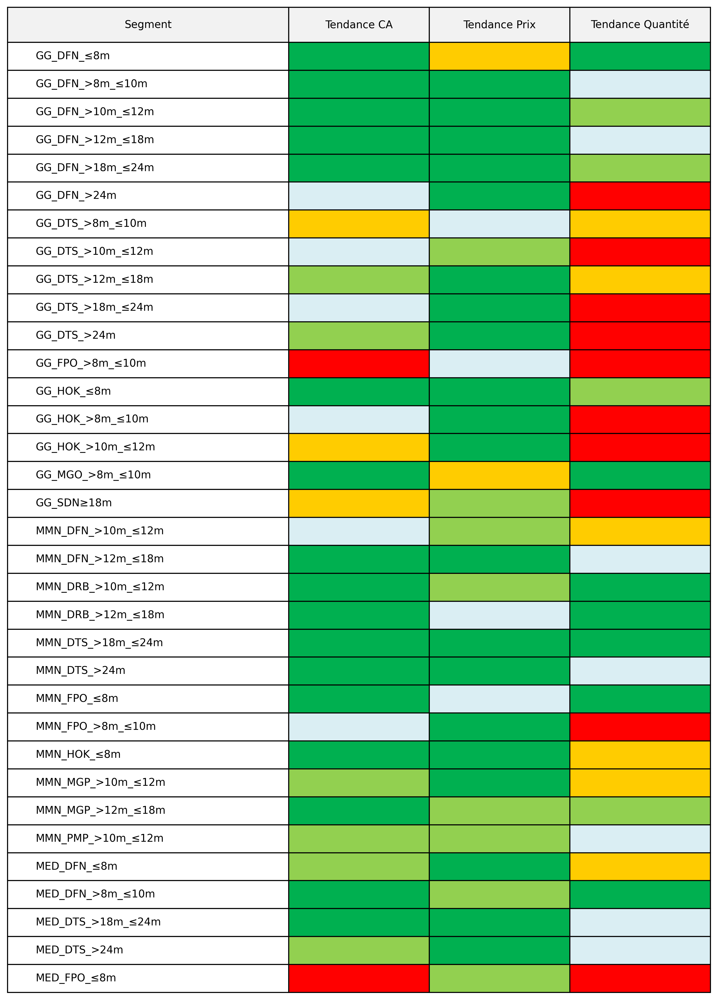 Segment Tendance CA Tendance Prix Tendance Quantité
GG_DFN_≤8m
GG_DFN_>8m_≤10m
GG_DFN_>10m_≤12m
GG_DFN_>12m_≤18m
GG_DFN_>18m_≤24m
GG_DFN_>24m
GG_DTS_>8m_≤10m
GG_DTS_>10m_≤12m
GG_DTS_>12m_≤18m
GG_DTS_>18m_≤24m
GG_DTS_>24m
GG_FPO_>8m_≤10m
GG_HOK_≤8m
GG_HOK_>8m_≤10m
GG_HOK_>10m_≤12m
GG_MGO_>8m_≤10m
GG_SDN≥18m
MMN_DFN_>10m_≤12m
MMN_DFN_>12m_≤18m
MMN_DRB_>10m_≤12m
MMN_DRB_>12m_≤18m
MMN_DTS_>18m_≤24m
MMN_DTS_>24m
MMN_FPO_≤8m
MMN_FPO_>8m_≤10m
MMN_HOK_≤8m
MMN_MGP_>10m_≤12m
MMN_MGP_>12m_≤18m
MMN_PMP_>10m_≤12m
MED_DFN_≤8m
MED_DFN_>8m_≤10m
MED_DTS_>18m_≤24m
MED_DTS_>24m
MED_FPO_≤8m